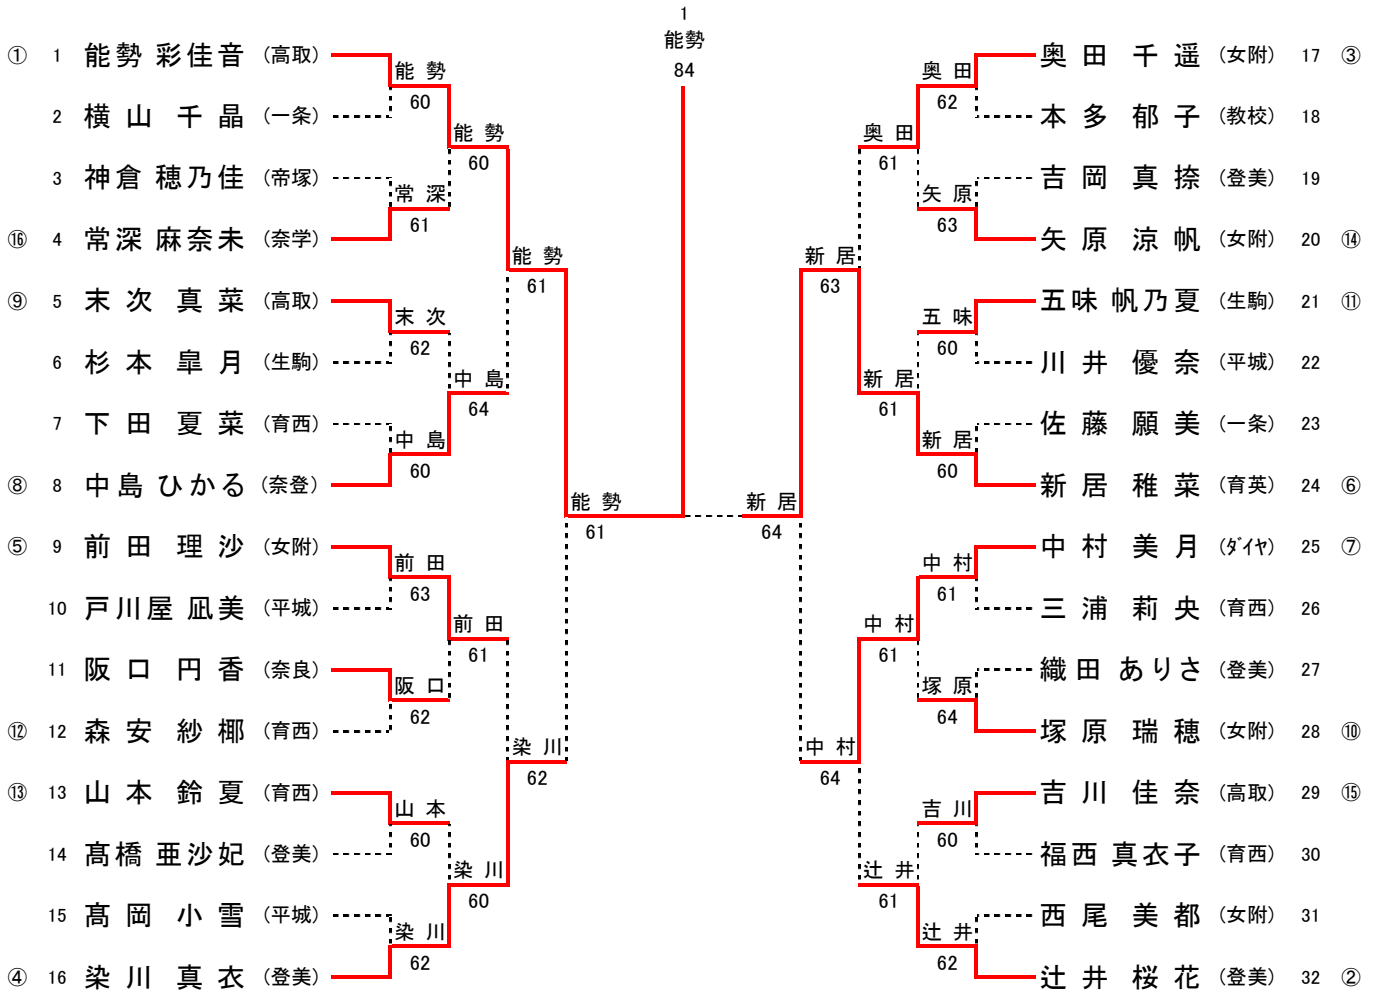 1
能勢
84
① 1 能勢 彩佳音 (高取)
能 勢
60
2 横 山 千 晶 (一条)
能 勢
60
3 神倉 穂乃佳 (帝塚)
常 深
61
⑯ 4 常深 麻奈未 (奈学)
能 勢
61
⑨ 5 末 次 真 菜 (高取)
末 次
62
6 杉 本 皐 月 (生駒)
中 島
64
7 下 田 夏 菜 (育西)
中 島
60
⑧ 8 中島 ひかる (奈登)
能 勢
61
⑤ 9 前 田 理 沙 (女附)
前 田
63
10 戸川屋 凪美 (平城)
前 田
61
11 阪 口 円 香 (奈良)
阪 口
62
⑫ 12 森 安 紗 椰 (育西)
染 川
62
⑬ 13 山 本 鈴 夏 (育西)
山 本
60
14 髙橋 亜沙妃 (登美)
染 川
60
15 髙 岡 小 雪 (平城)
染 川
62
④ 16 染 川 真 衣 (登美)
奥 田 千 遥 (女附) 17 ③
奥 田
62
本 多 郁 子 (教校) 18
奥 田
61
吉 岡 真 捺 (登美) 19
矢 原
63
矢 原 涼 帆 (女附) 20 ⑭
新 居
63
五味 帆乃夏 (生駒) 21 ⑪
五 味
60
川 井 優 奈 (平城) 22
新 居
61
佐 藤 願 美 (一条) 23
新 居
60
新 居 稚 菜 (育英) 24 ⑥
新 居
64
中 村 美 月 (ダイヤ) 25 ⑦
中 村
61
三 浦 莉 央 (育西) 26
中 村
61
織田 ありさ (登美) 27
塚 原
64
塚 原 瑞 穂 (女附) 28 ⑩
中 村
64
吉 川 佳 奈 (高取) 29 ⑮
吉 川
60
福西 真衣子 (育西) 30
辻 井
61
西 尾 美 都 (女附) 31
辻 井
62
辻 井 桜 花 (登美) 32 ②